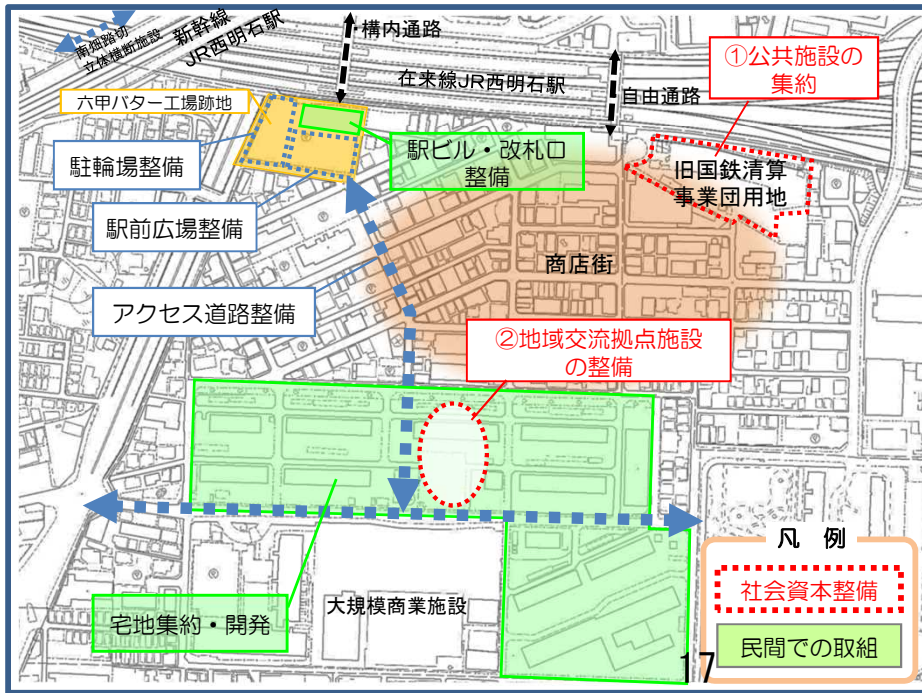 南畑踏切
立体横断施設
新幹線
JR西明石駅
構内通路
在来線JR西明石駅
自由通路
①公共施設の
集約
六甲バター工場跡地
駅ビル・改札口
整備
旧国鉄清算
事業団用地
駐輪場整備
駅前広場整備
商店街
アクセス道路整備
②地域交流拠点施設
の整備
大規模商業施設
宅地集約・開発
凡 例
社会資本整備
民間での取組
17